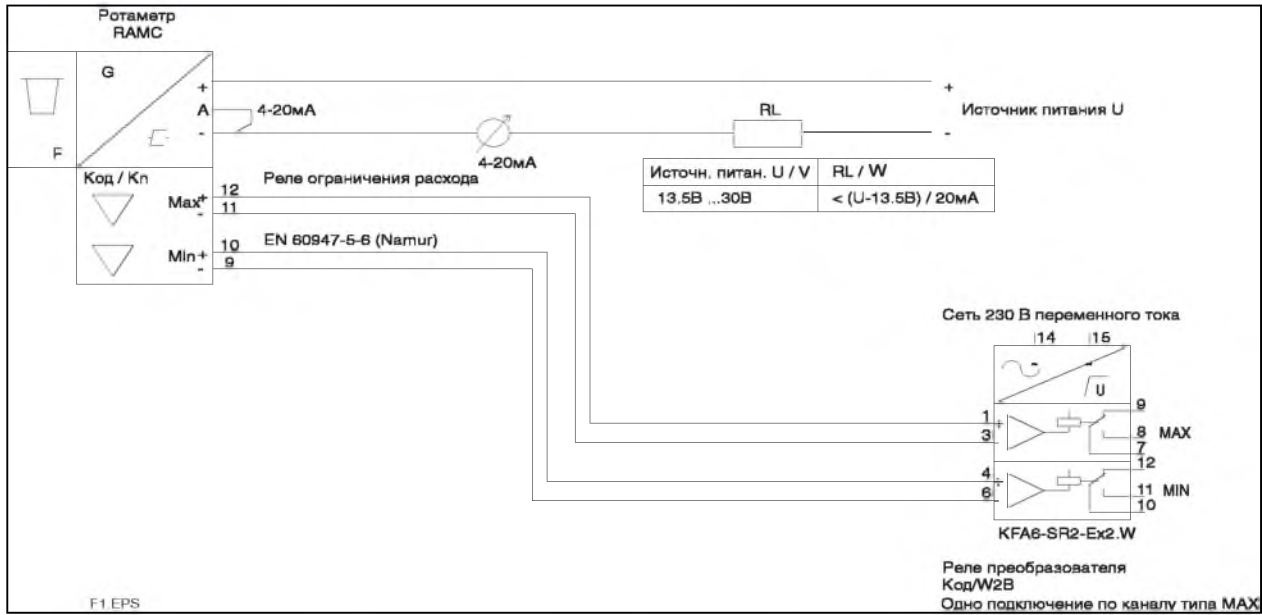 Ротаметр
RAMC
G
+
+
A
4-20мА
Источник питания U
RL
-
-
F
4-20мА
Код / Кп
Реле ограничения расхода
Источн. питан. U / V
RL / W
12
Max+
13.5В ...30В
< (U-13.5В) / 20мА
- 11
10
EN 60947-5-6 (Namur)
Min+
- 9
Сеть 230 В переменного тока
14
15
U
9
1
+
8
MAX
3
-
7
12
4
+
11
MIN
6
-
10
KFA6-SR2-Ex2.W
Реле преобразователя
Код/W2B
Одно подключение по каналу типа MAX
F1.EPS